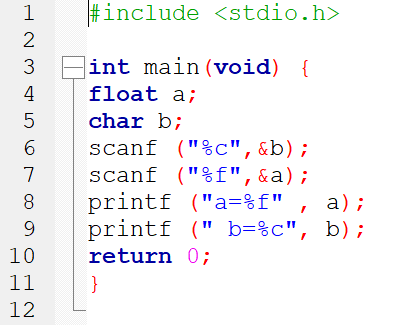 1 #include <stdio.h>
2
3 int main(void) {
4 float a;
5 char b;
6 scanf ("%c",&b);
7 scanf ("%f",&a);
8 printf ("a=%f" , a);
9 printf (" b=%c", b);
10 return 0;
11 }
12